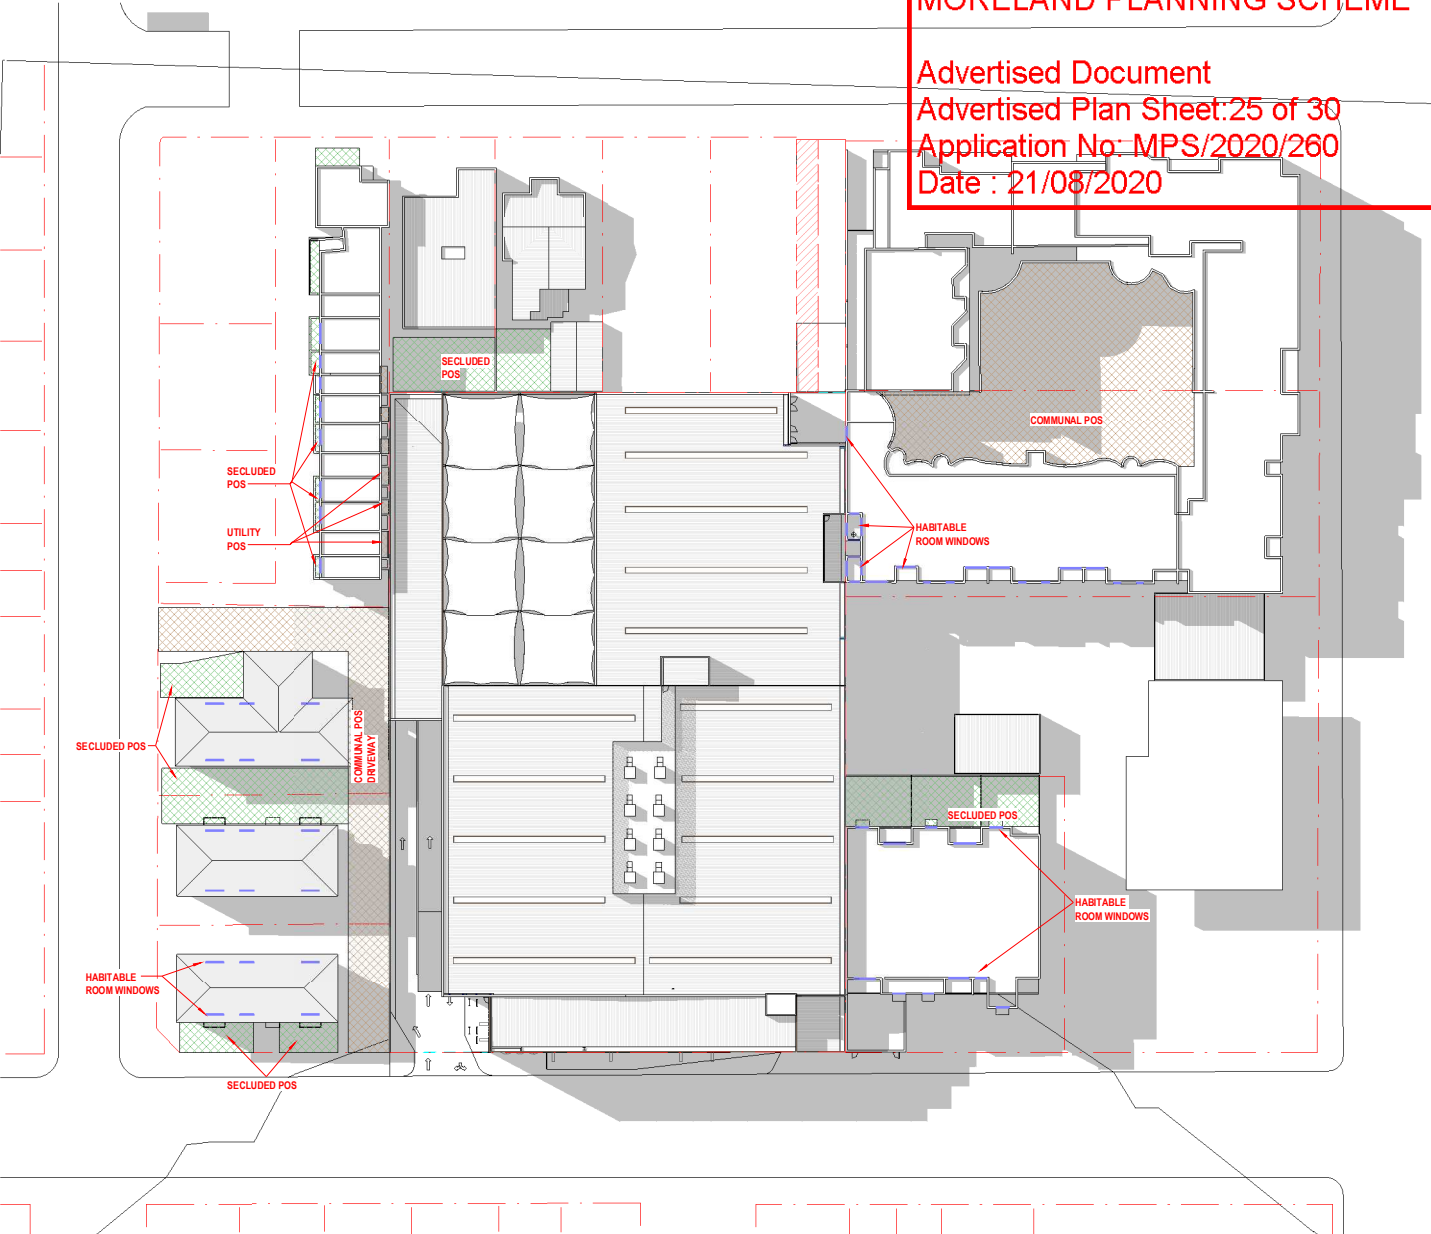 MORELAND PLANNING SCHEME
Advertised Document
Advertised Plan Sheet:25 of 30
Application No: MPS/2020/260
Date : 21/08/2020
SECLUDED
POS
COMMUNAL POS
SECLUDED
POS
UTILITY
POS
HABITABLE
ROOM WINDOWS
SECLUDED POS
COMMUNAL POS
DRIVEWAY
SECLUDED POS
HABITABLE
ROOM WINDOWS
HABITABLE
ROOM WINDOWS
SECLUDED POS